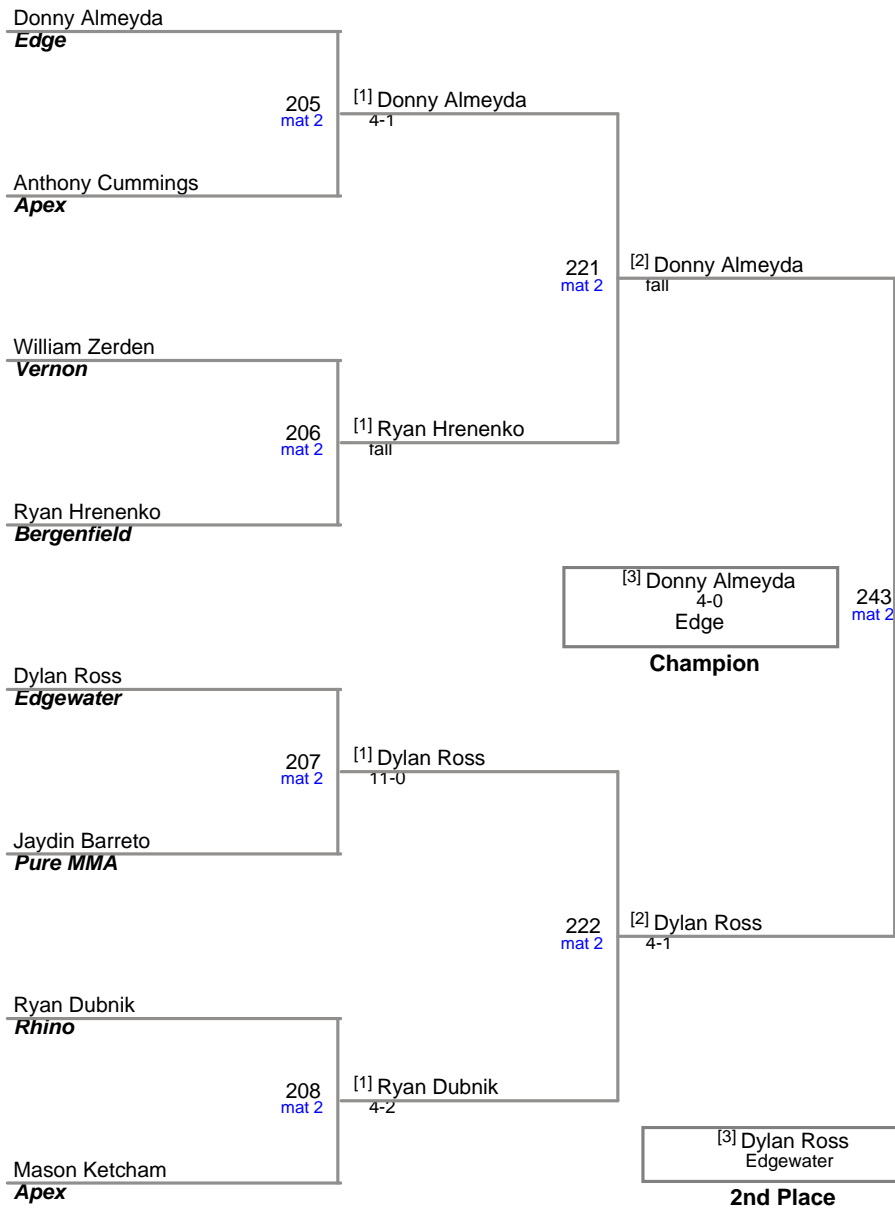 Donny Almeyda
Edge
205
mat 2
[1] Donny Almeyda
4-1
Anthony Cummings
Apex
221
mat 2
[2] Donny Almeyda
fall
William Zerden
Vernon
206
mat 2
[1] Ryan Hrenenko
fall
Ryan Hrenenko
Bergenfield
[3] Donny Almeyda
4-0
Edge
243
mat 2
Champion
Dylan Ross
Edgewater
207
mat 2
[1] Dylan Ross
11-0
Jaydin Barreto
Pure MMA
222
mat 2
[2] Dylan Ross
4-1
Ryan Dubnik
Rhino
208
mat 2
[1] Ryan Dubnik
4-2
Mason Ketcham
Apex
[3] Dylan Ross
Edgewater
2nd Place